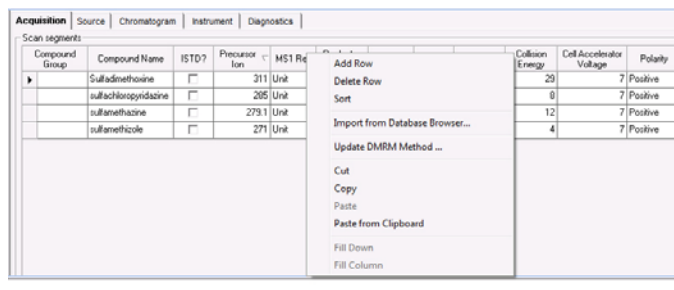 Acquisition Source Chromatogram Instrument Diagnostics
Scan segments
Compound Group Compound Name ISTD? Precursor Ion MS1 Re Collision Energy Cell Accelerator Voltage Polarity
Sulfadimethoxine 311 Unit 29 7 Positive
sulfachloropyridazine 285 Unit 8 7 Positive
sulfamethazine 279.1 Unit 12 7 Positive
sulfamethizole 271 Unit 4 7 Positive
Add Row
Delete Row
Sort
Import from Database Browser...
Update DMRM Method ...
Cut
Copy
Paste
Paste from Clipboard
Fill Down
Fill Column